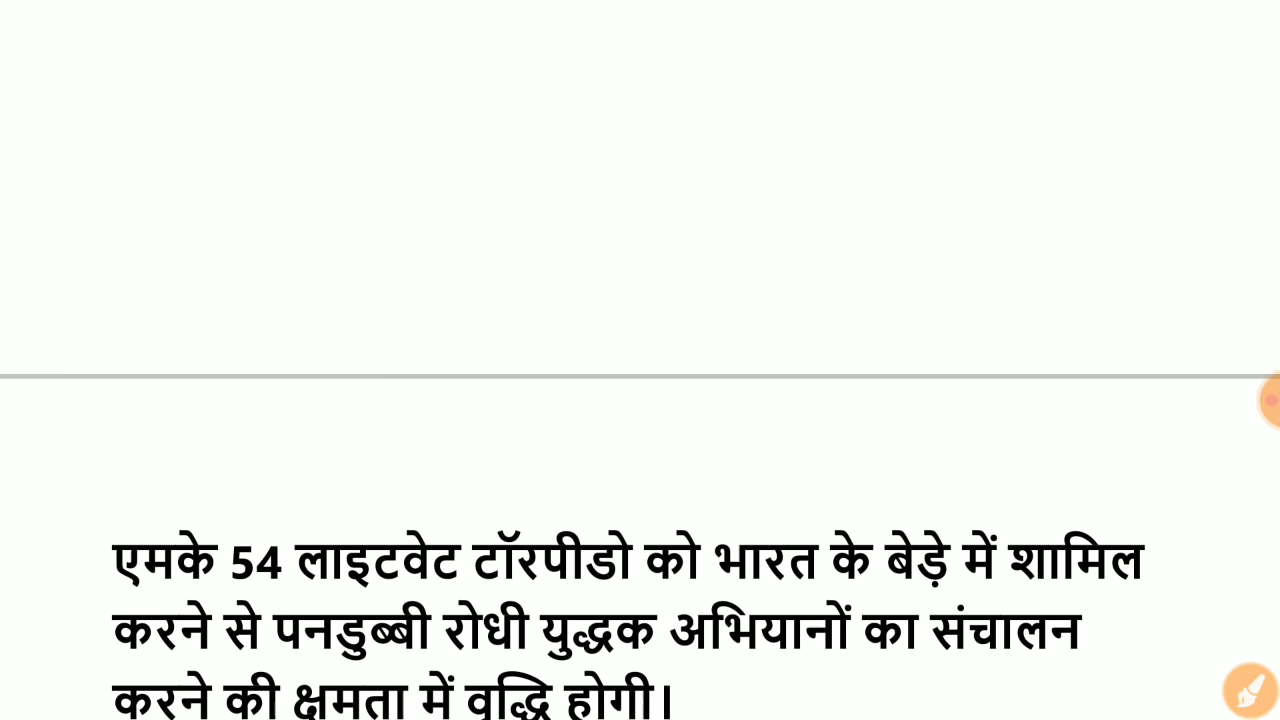 एमके 54 लाइटवेट टॉरपीडो को भारत के बेड़े में शामिल
करने से पनडुब्बी रोधी युद्धक अभियानों का संचालन
करने की क्षमता में वृद्धि होगी।